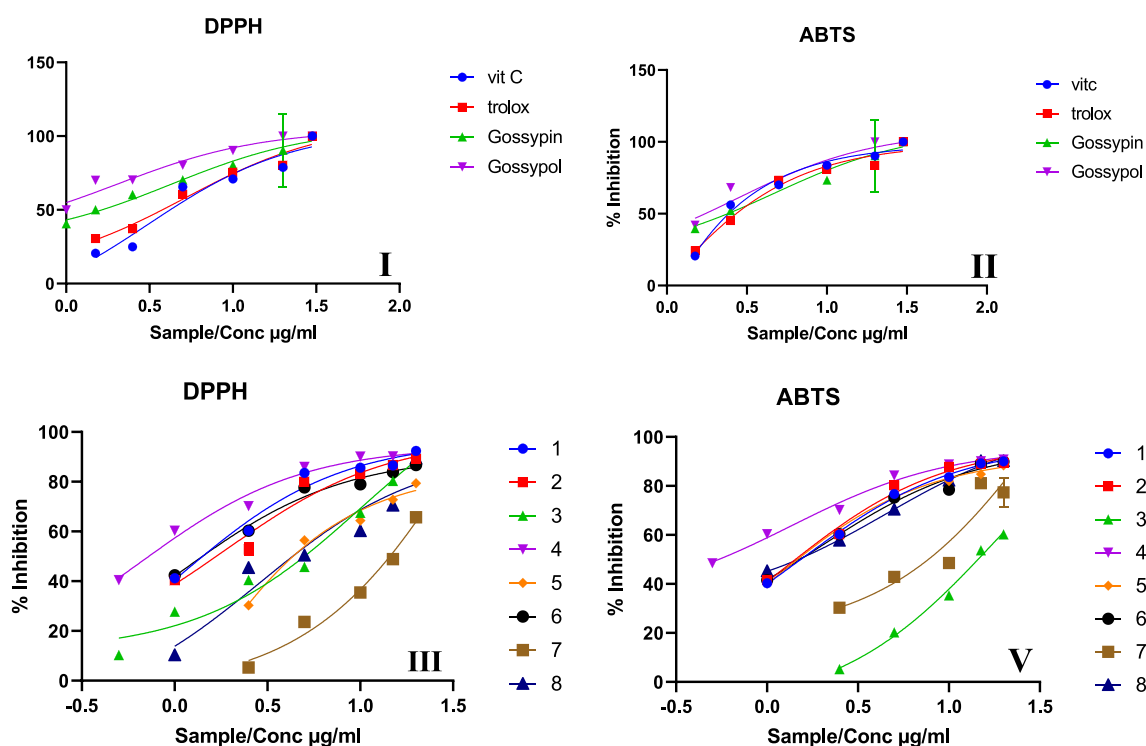 DPPH
150
100
50
0
0.0
0.5
1.0
1.5
2.0
Sample/Conc µg/ml
vit C
trolox
Gossypin
Gossypol
I
ABTS
% Inhibition
150
100
50
0
0.0
0.5
1.0
1.5
2.0
Sample/Conc µg/ml
vitc
trolox
Gossypin
Gossypol
II
DPPH
% Inhibition
100
80
60
40
20
0
-0.5
0.0
0.5
1.0
1.5
Sample/Conc µg/ml
1
2
3
4
5
6
7
8
III
ABTS
% Inhibition
100
80
60
40
20
0
-0.5
0.0
0.5
1.0
1.5
Sample/Conc µg/ml
1
2
3
4
5
6
7
8
V